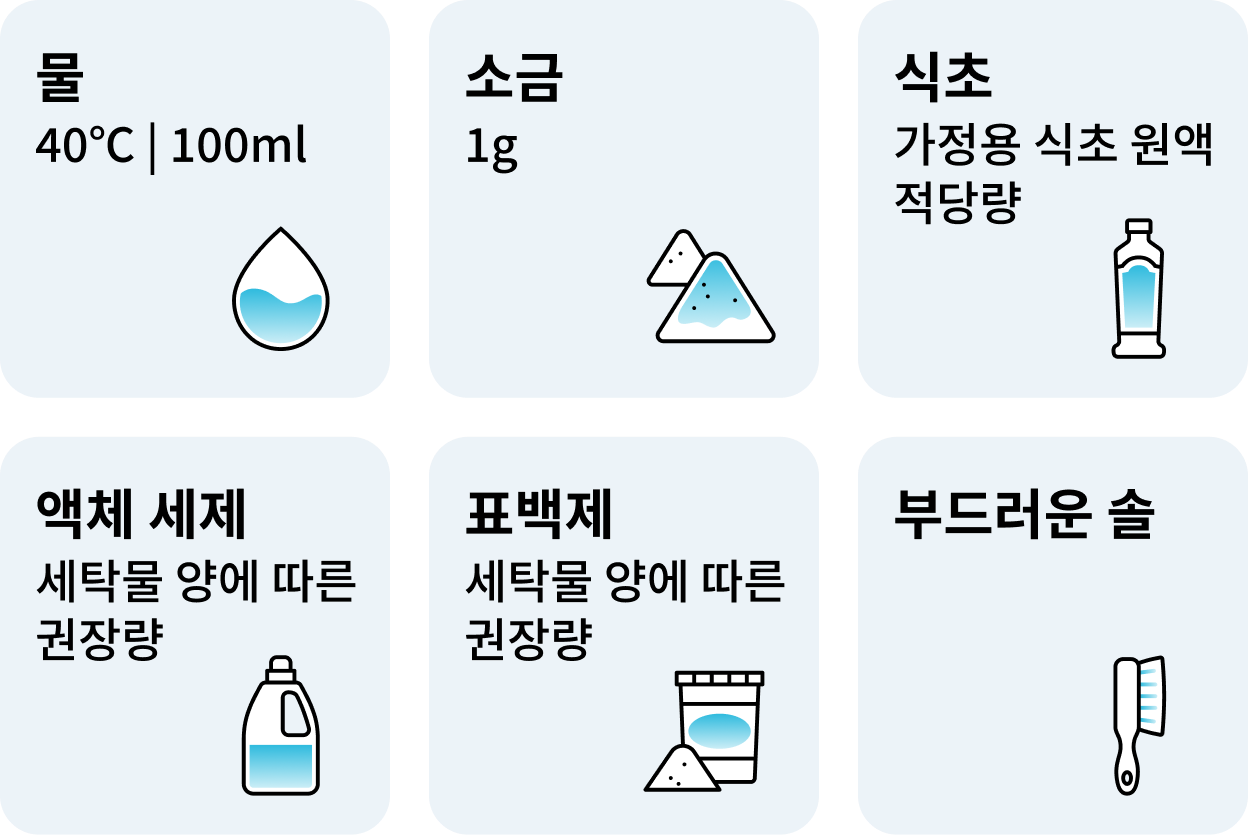 물
40℃ | 100ml
소금
1g
식초
가정용 식초 원액
적당량
액체 세제
세탁물 양에 따른
권장량
표백제
세탁물 양에 따른
권장량
부드러운 솔